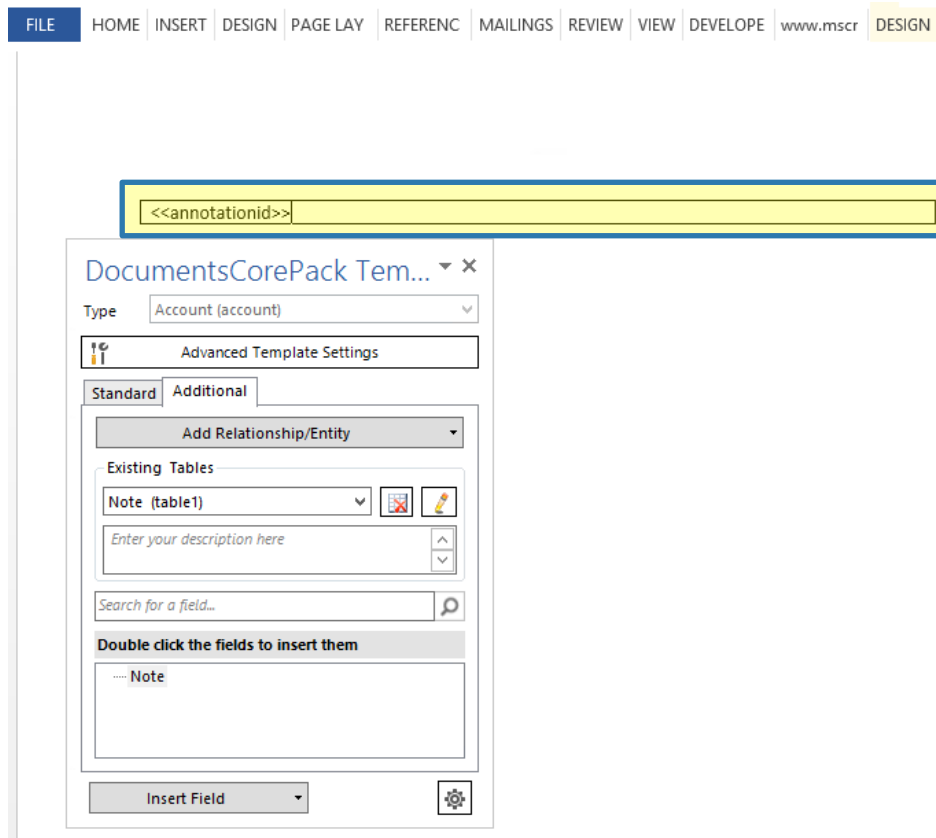 FILE HOME INSERT DESIGN PAGE LAY REFERENC MAILINGS REVIEW VIEW DEVELOPE www.mscr DESIGN
<<annotationid>>
DocumentsCorePack Tem...
Type Account (account)
Advanced Template Settings
Standard Additional
Add Relationship/Entity
Existing Tables
Note (table1)
Enter your description here
Search for a field...
Double click the fields to insert them
Note
Insert Field